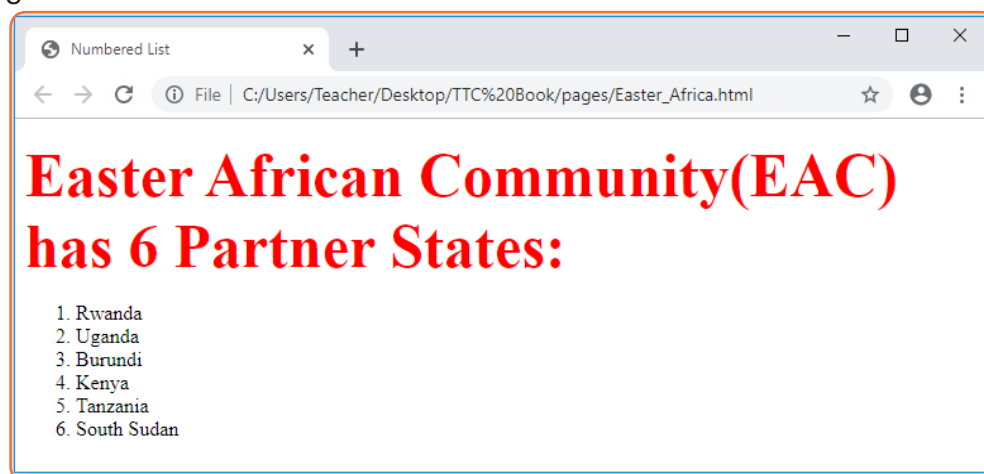 Numbered List
File | C:/Users/Teacher/Desktop/TTC%20Book/pages/Easter_Africa.html
Easter African Community(EAC)
has 6 Partner States:
1. Rwanda
2. Uganda
3. Burundi
4. Kenya
5. Tanzania
6. South Sudan